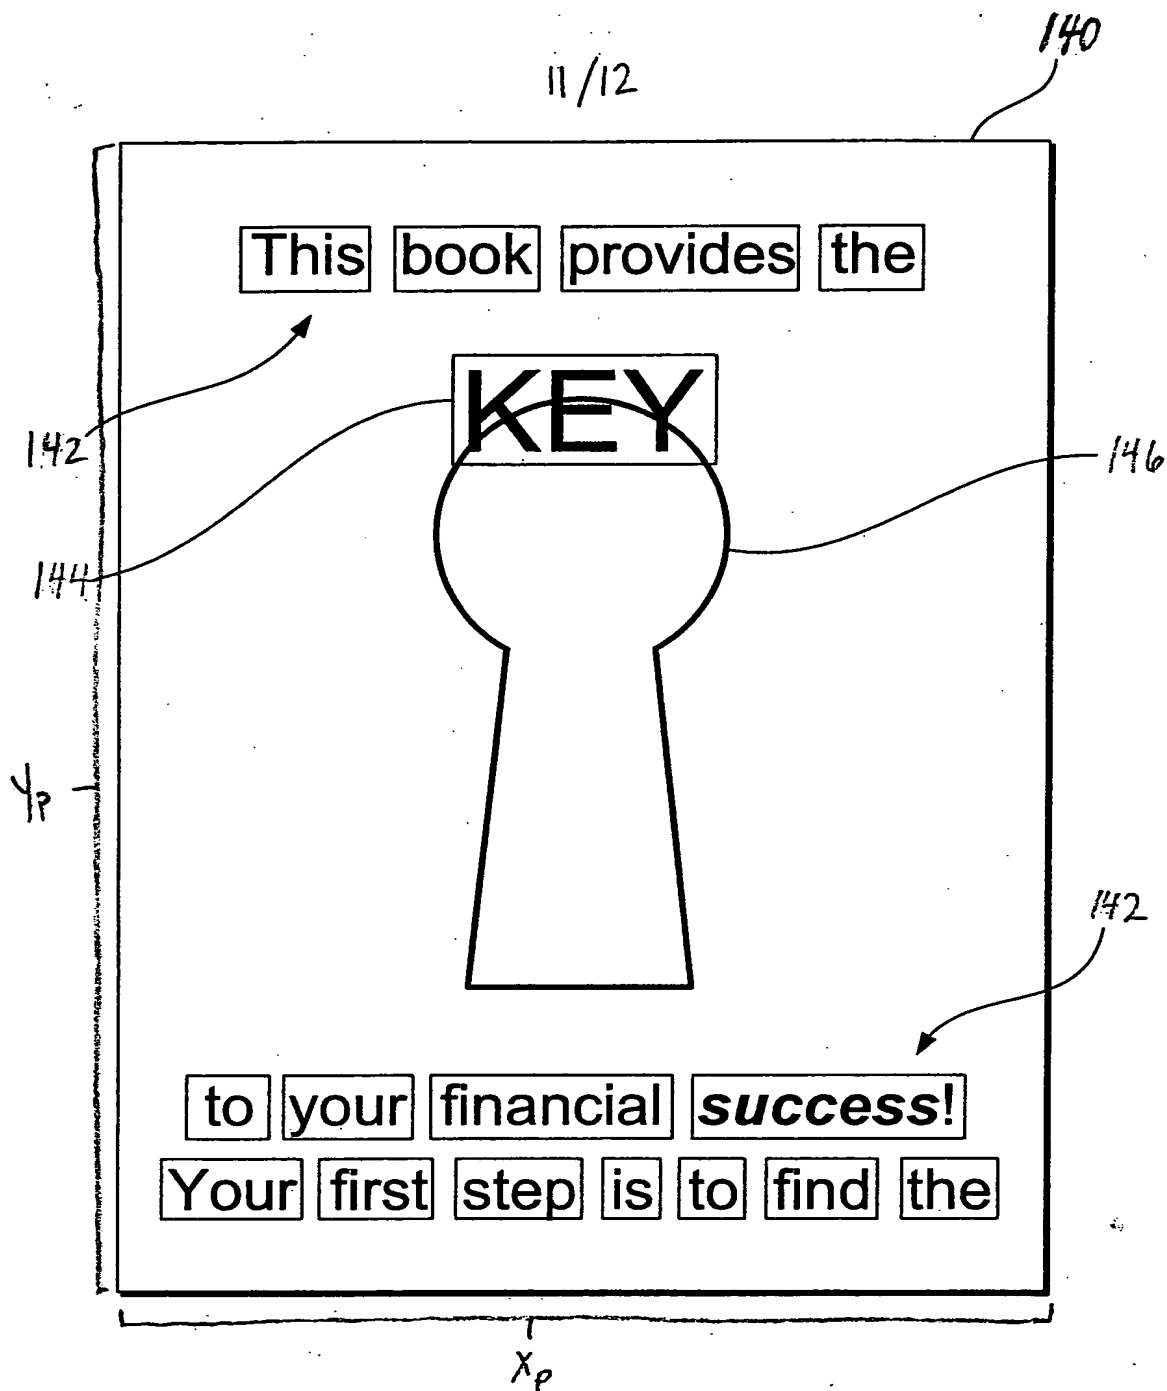 140
11/12
This book provides the
KEY
142
146
144
Yp
142
to your financial success!
Your first step is to find the
Xp